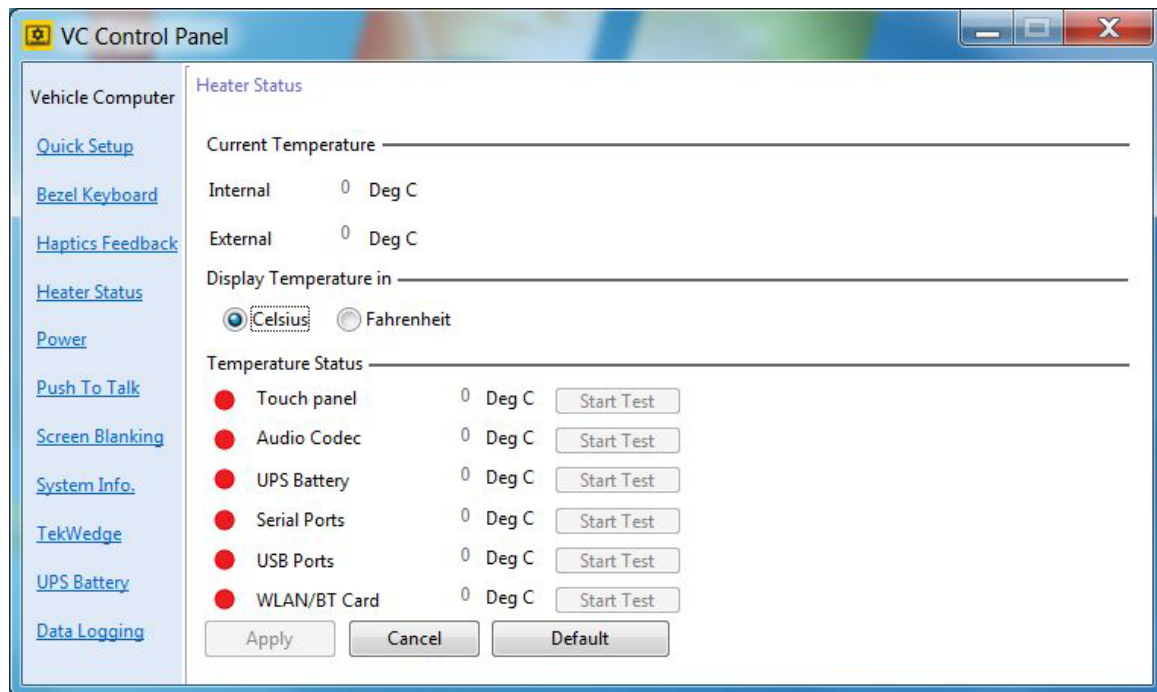 VC Control Panel
Vehicle Computer
Quick Setup
Bezel Keyboard
Haptics Feedback
Heater Status
Power
Push To Talk
Screen Blanking
System Info.
TekWedge
UPS Battery
Data Logging
Heater Status
Current Temperature
Internal 0 Deg C
External 0 Deg C
Display Temperature in
Celsius Fahrenheit
Temperature Status
Touch panel 0 Deg C Start Test
Audio Codec 0 Deg C Start Test
UPS Battery 0 Deg C Start Test
Serial Ports 0 Deg C Start Test
USB Ports 0 Deg C Start Test
WLAN/BT Card 0 Deg C Start Test
Apply Cancel Default